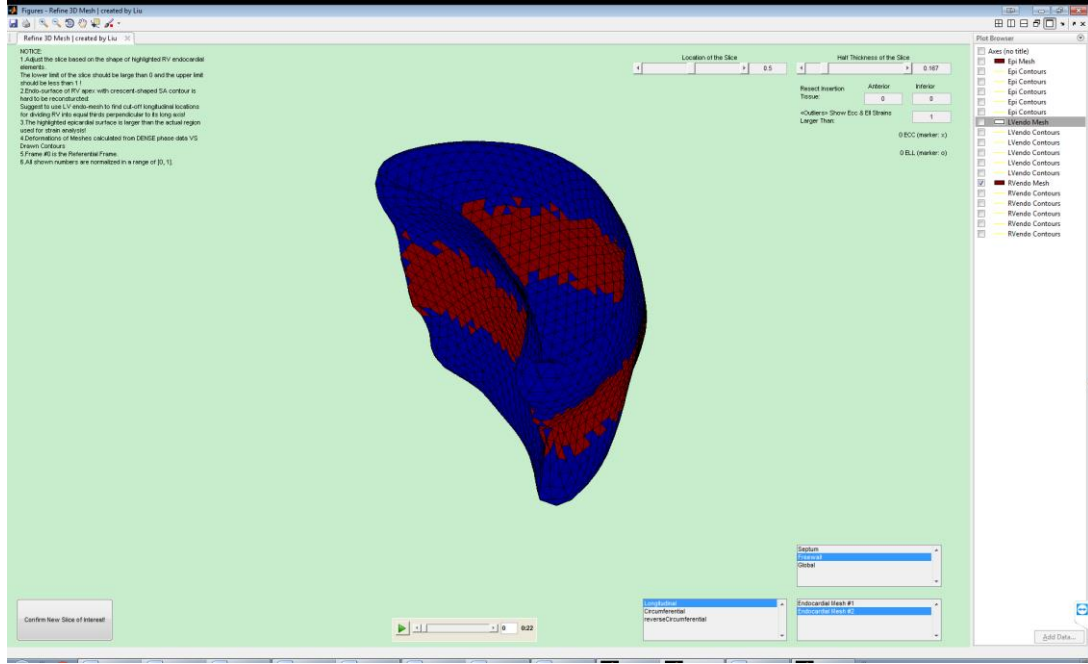 Figures - Refine 3D Mesh | created by Liu
Refine 3D Mesh | created by Liu
NOTICE:
1.Adjust the slice based on the shape of highlighted RV endocardial
elements.
The lower limit of the slice should be large than 0 and the upper limit
should be less than 1 !
2.Endo-surface of RV apex with crescent-shaped SA contour is
hard to be reconsturcted:
Suggest to use LV endo-mesh to find cut-off longitudinal locations
for dividing RV into equal thirds perpendicular to its long axis!
3.The highlighted epicardial surface is larger than the actual region
used for strain analysis!
4.Deformations of Meshes calculated from DENSE phase data VS
Drawn Contours
5.Frame #0 is the Referential Frame.
6.All shown numbers are normalized in a range of [0, 1].
Location of the Slice
0.5
Half Thickness of the Slice
0.167
Resect Insertion
Tissue:
Anterior
0
Inferior
0
<Outliers> Show Ecc & Ell Strains
Larger Than:
1
0 ECC (marker: x)
0 ELL (marker: o)
Plot Browser
Axes (no title)
Epi Mesh
Epi Contours
Epi Contours
Epi Contours
Epi Contours
Epi Contours
LVendo Mesh
LVendo Contours
LVendo Contours
LVendo Contours
LVendo Contours
LVendo Contours
RVendo Mesh
RVendo Contours
RVendo Contours
RVendo Contours
RVendo Contours
RVendo Contours
Septum
Freewall
Global
Longitudinal
Circumferential
reverseCircumferential
Endocardial Mesh #1
Endocardial Mesh #2
Confirm New Slice of Interest!
0
0:22
Add Data...